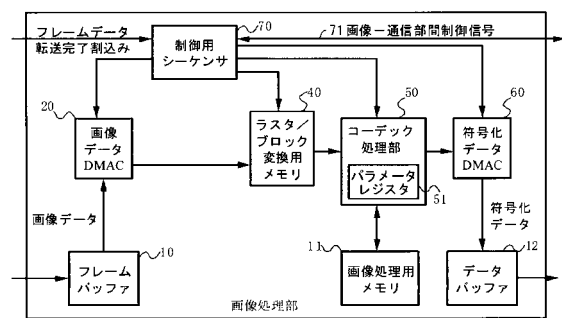 フレームデータ
転送完了割込み
70
制御用
シーケンサ
71画像－通信部間制御信号
20
画像
データ
DMAC
40
ラスタ／
ブロック
変換用
メモリ
50
コーデック
処理部
パラメータ
レジスタ
51
60
符号化
データ
DMAC
画像データ
符号化
データ
10
フレーム
バッファ
11
画像処理用
メモリ
12
データ
バッファ
画像処理部